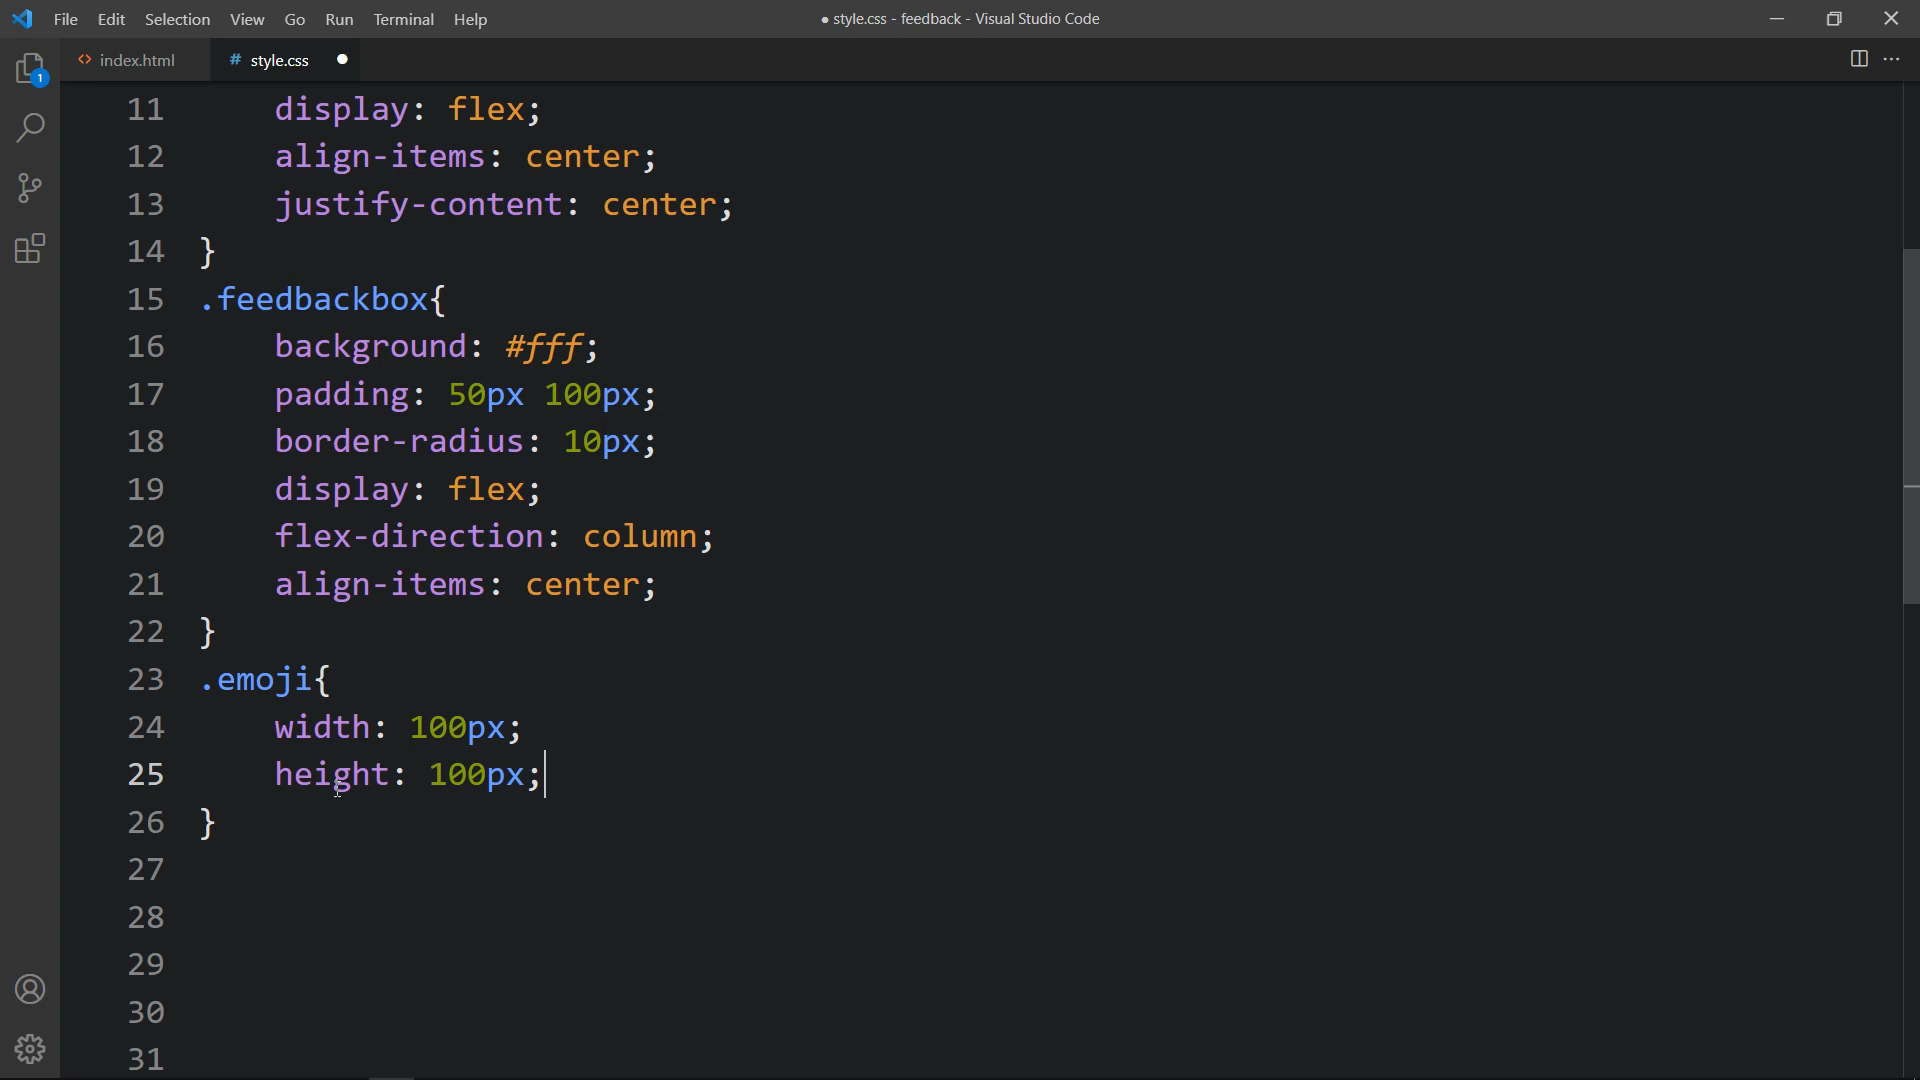 File Edit Selection View Go Run Terminal Help
● style.css - feedback - Visual Studio Code
<> index.html
# style.css ●
1
11 display: flex;
12 align-items: center;
13 justify-content: center;
14 }
15 .feedbackbox{
16 background: #fff;
17 padding: 50px 100px;
18 border-radius: 10px;
19 display: flex;
20 flex-direction: column;
21 align-items: center;
22 }
23 .emoji{
24 width: 100px;
25 height: 100px;
26 }
27
28
29
30
31